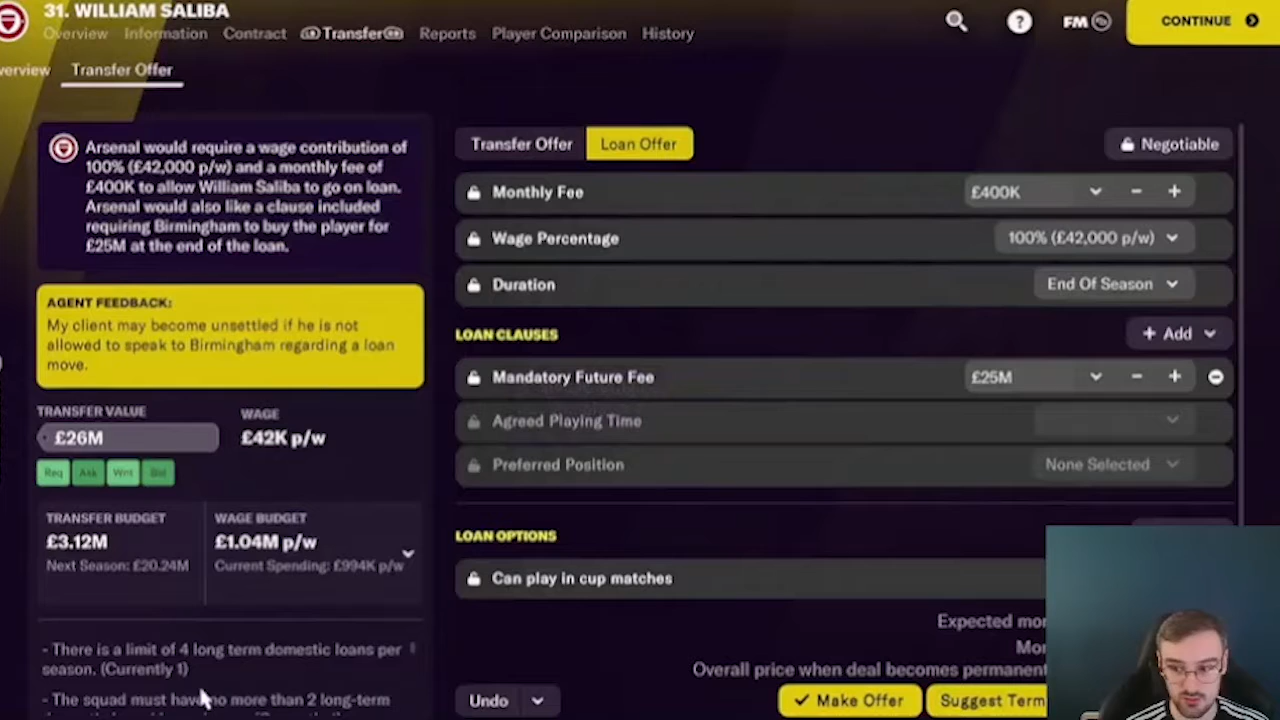 31. WILLIAM SALIBA
Overview Information Contract Transfer Reports Player Comparison History
FM
CONTINUE
verview Transfer Offer
Arsenal would require a wage contribution of
100% (£42,000 p/w) and a monthly fee of
£400K to allow William Saliba to go on loan.
Arsenal would also like a clause included
requiring Birmingham to buy the player for
£25M at the end of the loan.
AGENT FEEDBACK:
My client may become unsettled if he is not
allowed to speak to Birmingham regarding a loan
move.
TRANSFER VALUE WAGE
£26M £42K p/w
Req Ask Wnt Bid
TRANSFER BUDGET WAGE BUDGET
£3.12M £1.04M p/w
Next Season: £20.24M Current Spending: £994K p/w
- There is a limit of 4 long term domestic loans per
season. (Currently 1)
- The squad must have no more than 2 long-term
Transfer Offer Loan Offer Negotiable
Monthly Fee £400K - +
Wage Percentage 100% (£42,000 p/w)
Duration End Of Season
LOAN CLAUSES + Add
Mandatory Future Fee £25M - +
Agreed Playing Time
Preferred Position None Selected
LOAN OPTIONS
Can play in cup matches
Expected mor
Mor
Overall price when deal becomes permanent
Undo Make Offer Suggest Term